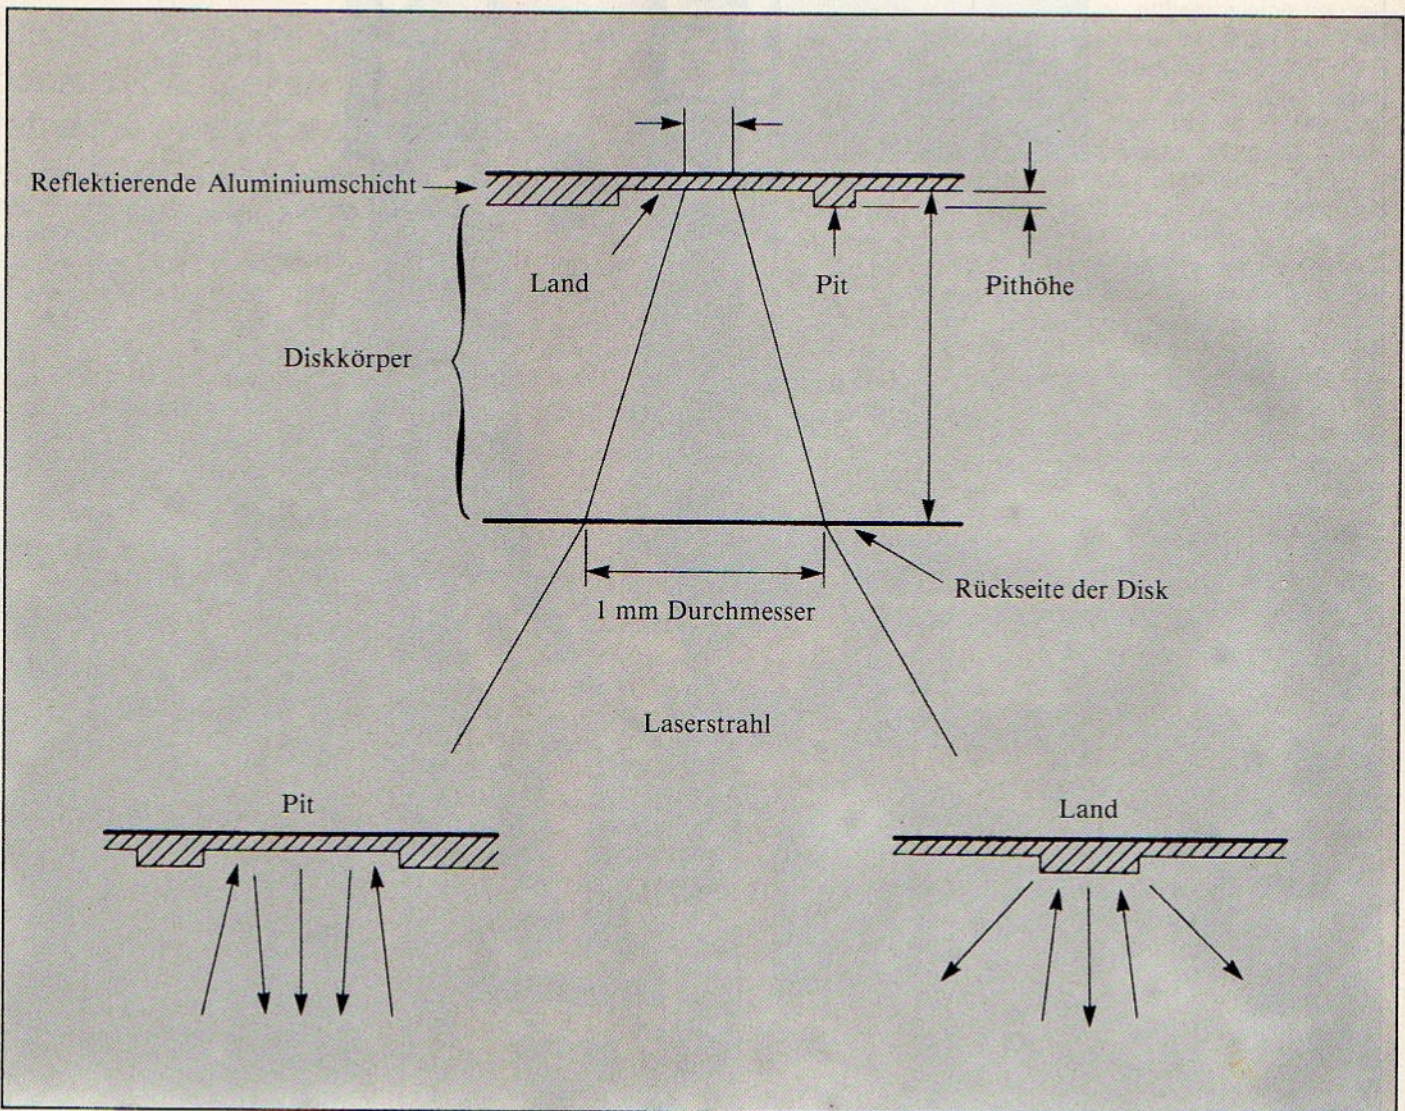 Reflektierende Aluminiumschicht
Land
Pit
Pithöhe
Diskkörper
Rückseite der Disk
1 mm Durchmesser
Laserstrahl
Pit
Land